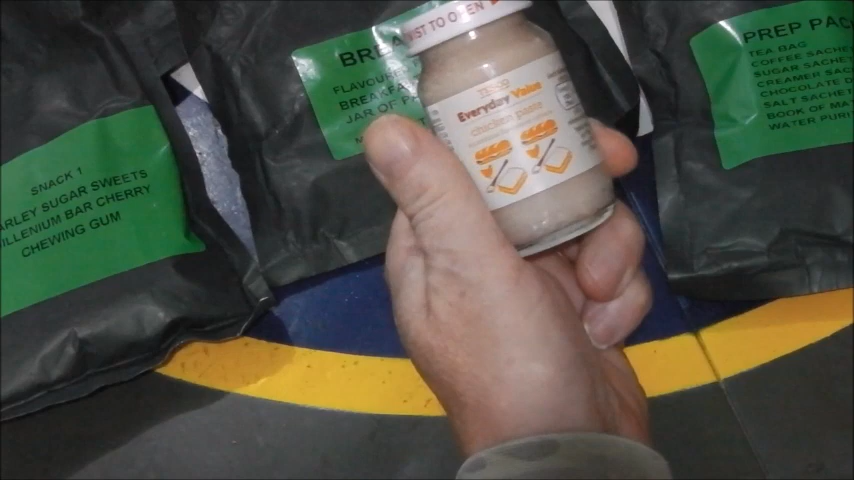 SNACK 1
ARLEY SUGAR SWEETS
ILLENIUM BAR CHERRY
CHEWING GUM
BREA
FLAVOURE
BREAKFA
JAR OF PA
IST TO OPEN
TESCO
Everyday Value
chicken paste
PREP PAC
TEA BAG
COFFEE SACHE
SUGAR SACHE
CREAMER SAC
CHOCOLATE D
SALT SACHET
BOOK OF MAT
WATER PURI